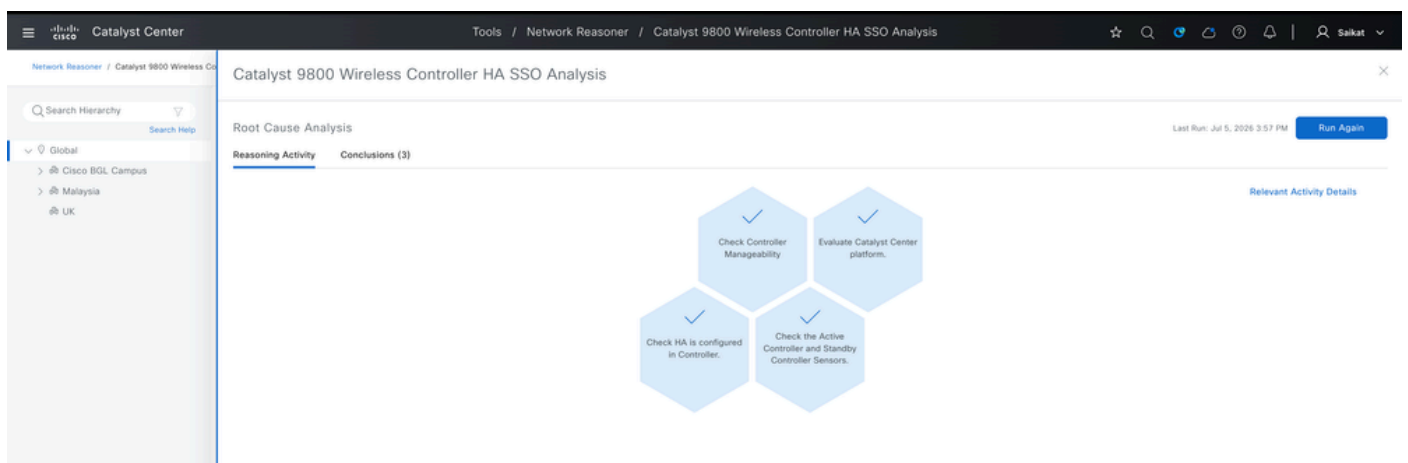 cisco
Catalyst Center
Tools / Network Reasoner / Catalyst 9800 Wireless Controller HA SSO Analysis
Saikat
Network Reasoner / Catalyst 9800 Wireless Co
Catalyst 9800 Wireless Controller HA SSO Analysis
Search Hierarchy
Search Help
Global
Cisco BGL Campus
Malaysia
UK
Root Cause Analysis
Last Run: Jul 5, 2026 3:57 PM
Run Again
Reasoning Activity
Conclusions (3)
Relevant Activity Details
Check Controller
Manageability
Evaluate Catalyst Center
platform.
Check HA is configured
in Controller.
Check the Active
Controller and Standby
Controller Sensors.